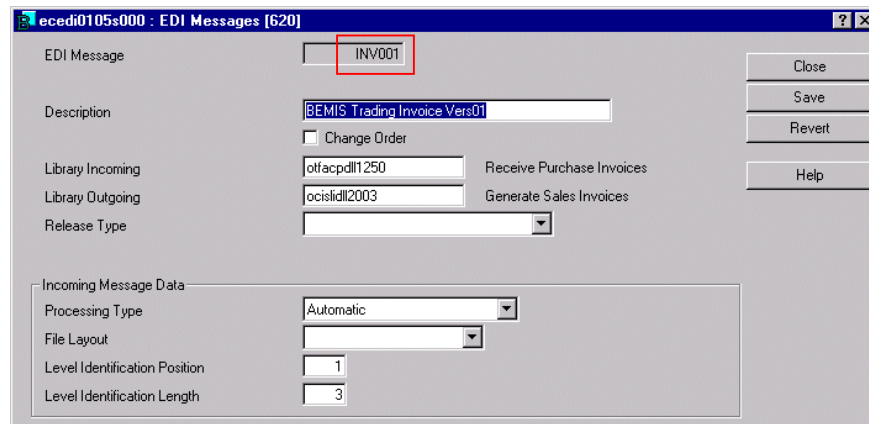 ecedi0105s000 : EDI Messages [620]
EDI Message INV001
Close
Save
Description BEMIS Trading Invoice Vers01
Revert
Change Order
Library Incoming otfacpdll1250 Receive Purchase Invoices
Help
Library Outgoing ocislidll2003 Generate Sales Invoices
Release Type
Incoming Message Data
Processing Type Automatic
File Layout
Level Identification Position 1
Level Identification Length 3